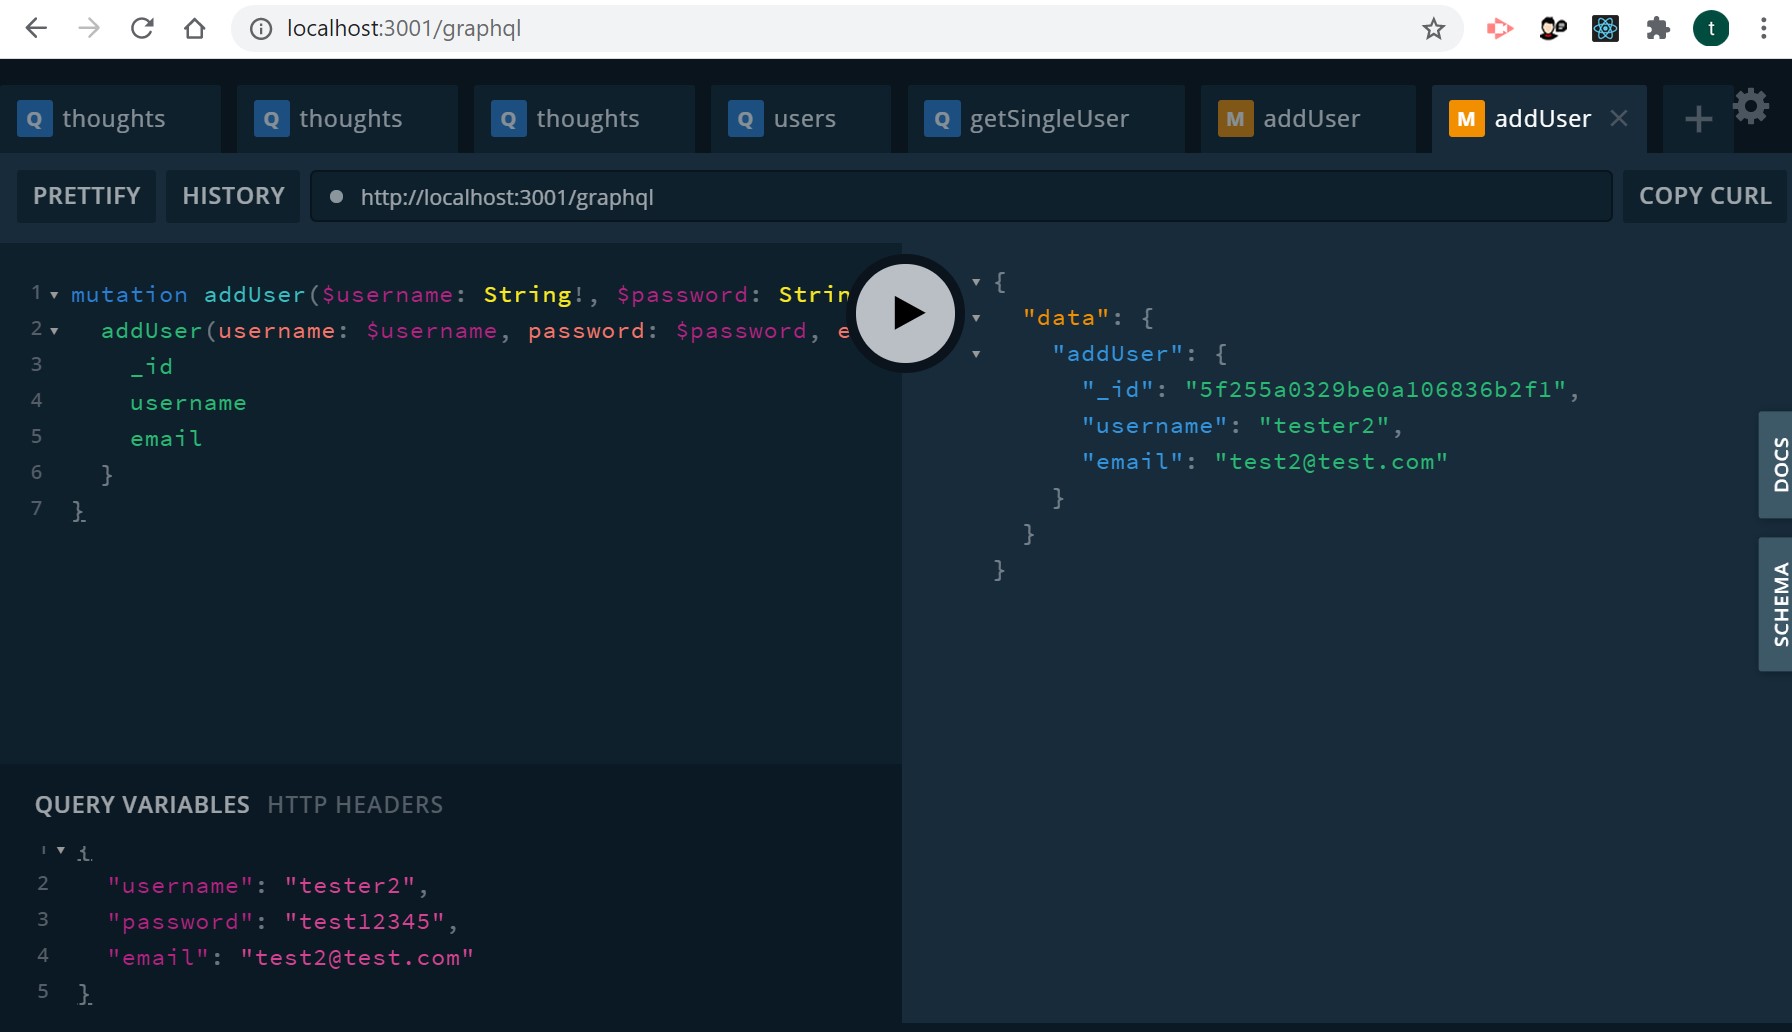 localhost:3001/graphql
t
Q thoughts Q thoughts Q thoughts Q users Q getSingleUser M addUser M addUser
PRETTIFY HISTORY http://localhost:3001/graphql COPY CURL
1 mutation addUser($username: String!, $password: Strin
2 addUser(username: $username, password: $password, e
3 _id
4 username
5 email
6 }
7 }
QUERY VARIABLES HTTP HEADERS
1 {
2 "username": "tester2",
3 "password": "test12345",
4 "email": "test2@test.com"
5 }
{
"data": {
"addUser": {
"_id": "5f255a0329be0a106836b2f1",
"username": "tester2",
"email": "test2@test.com"
}
}
}
DOCS
SCHEMA